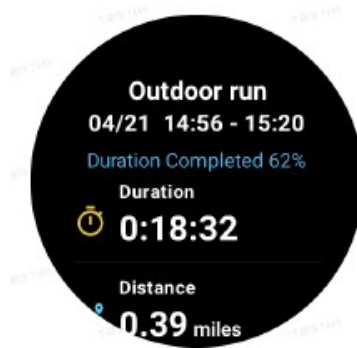 Outdoor run
04/21 14:56 - 15:20
Duration Completed 62%
Duration
0:18:32
Distance
0.39 miles